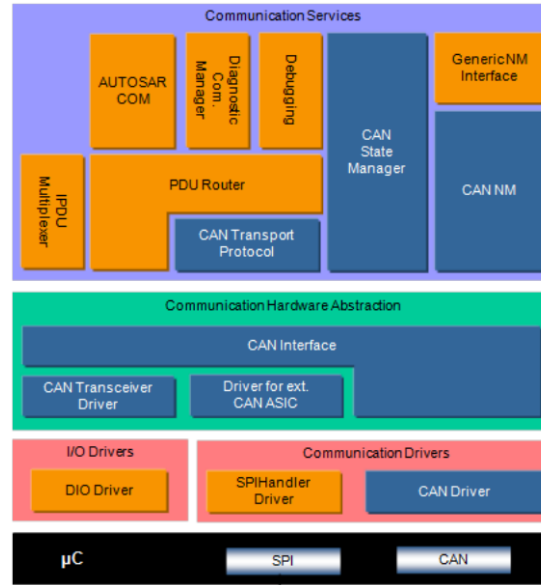 Communication Services
AUTOSAR
COM
Diagnostic
Com.
Manager
Debugging
CAN
State
Manager
Generic NM
Interface
IPDU
Multiplexer
PDU Router
CAN NM
CAN Transport
Protocol
Communication Hardware Abstraction
CAN Interface
CAN Transceiver
Driver
Driver for ext.
CAN ASIC
I/O Drivers
Communication Drivers
DIO Driver
SPIHandler
Driver
CAN Driver
µC
SPI
CAN